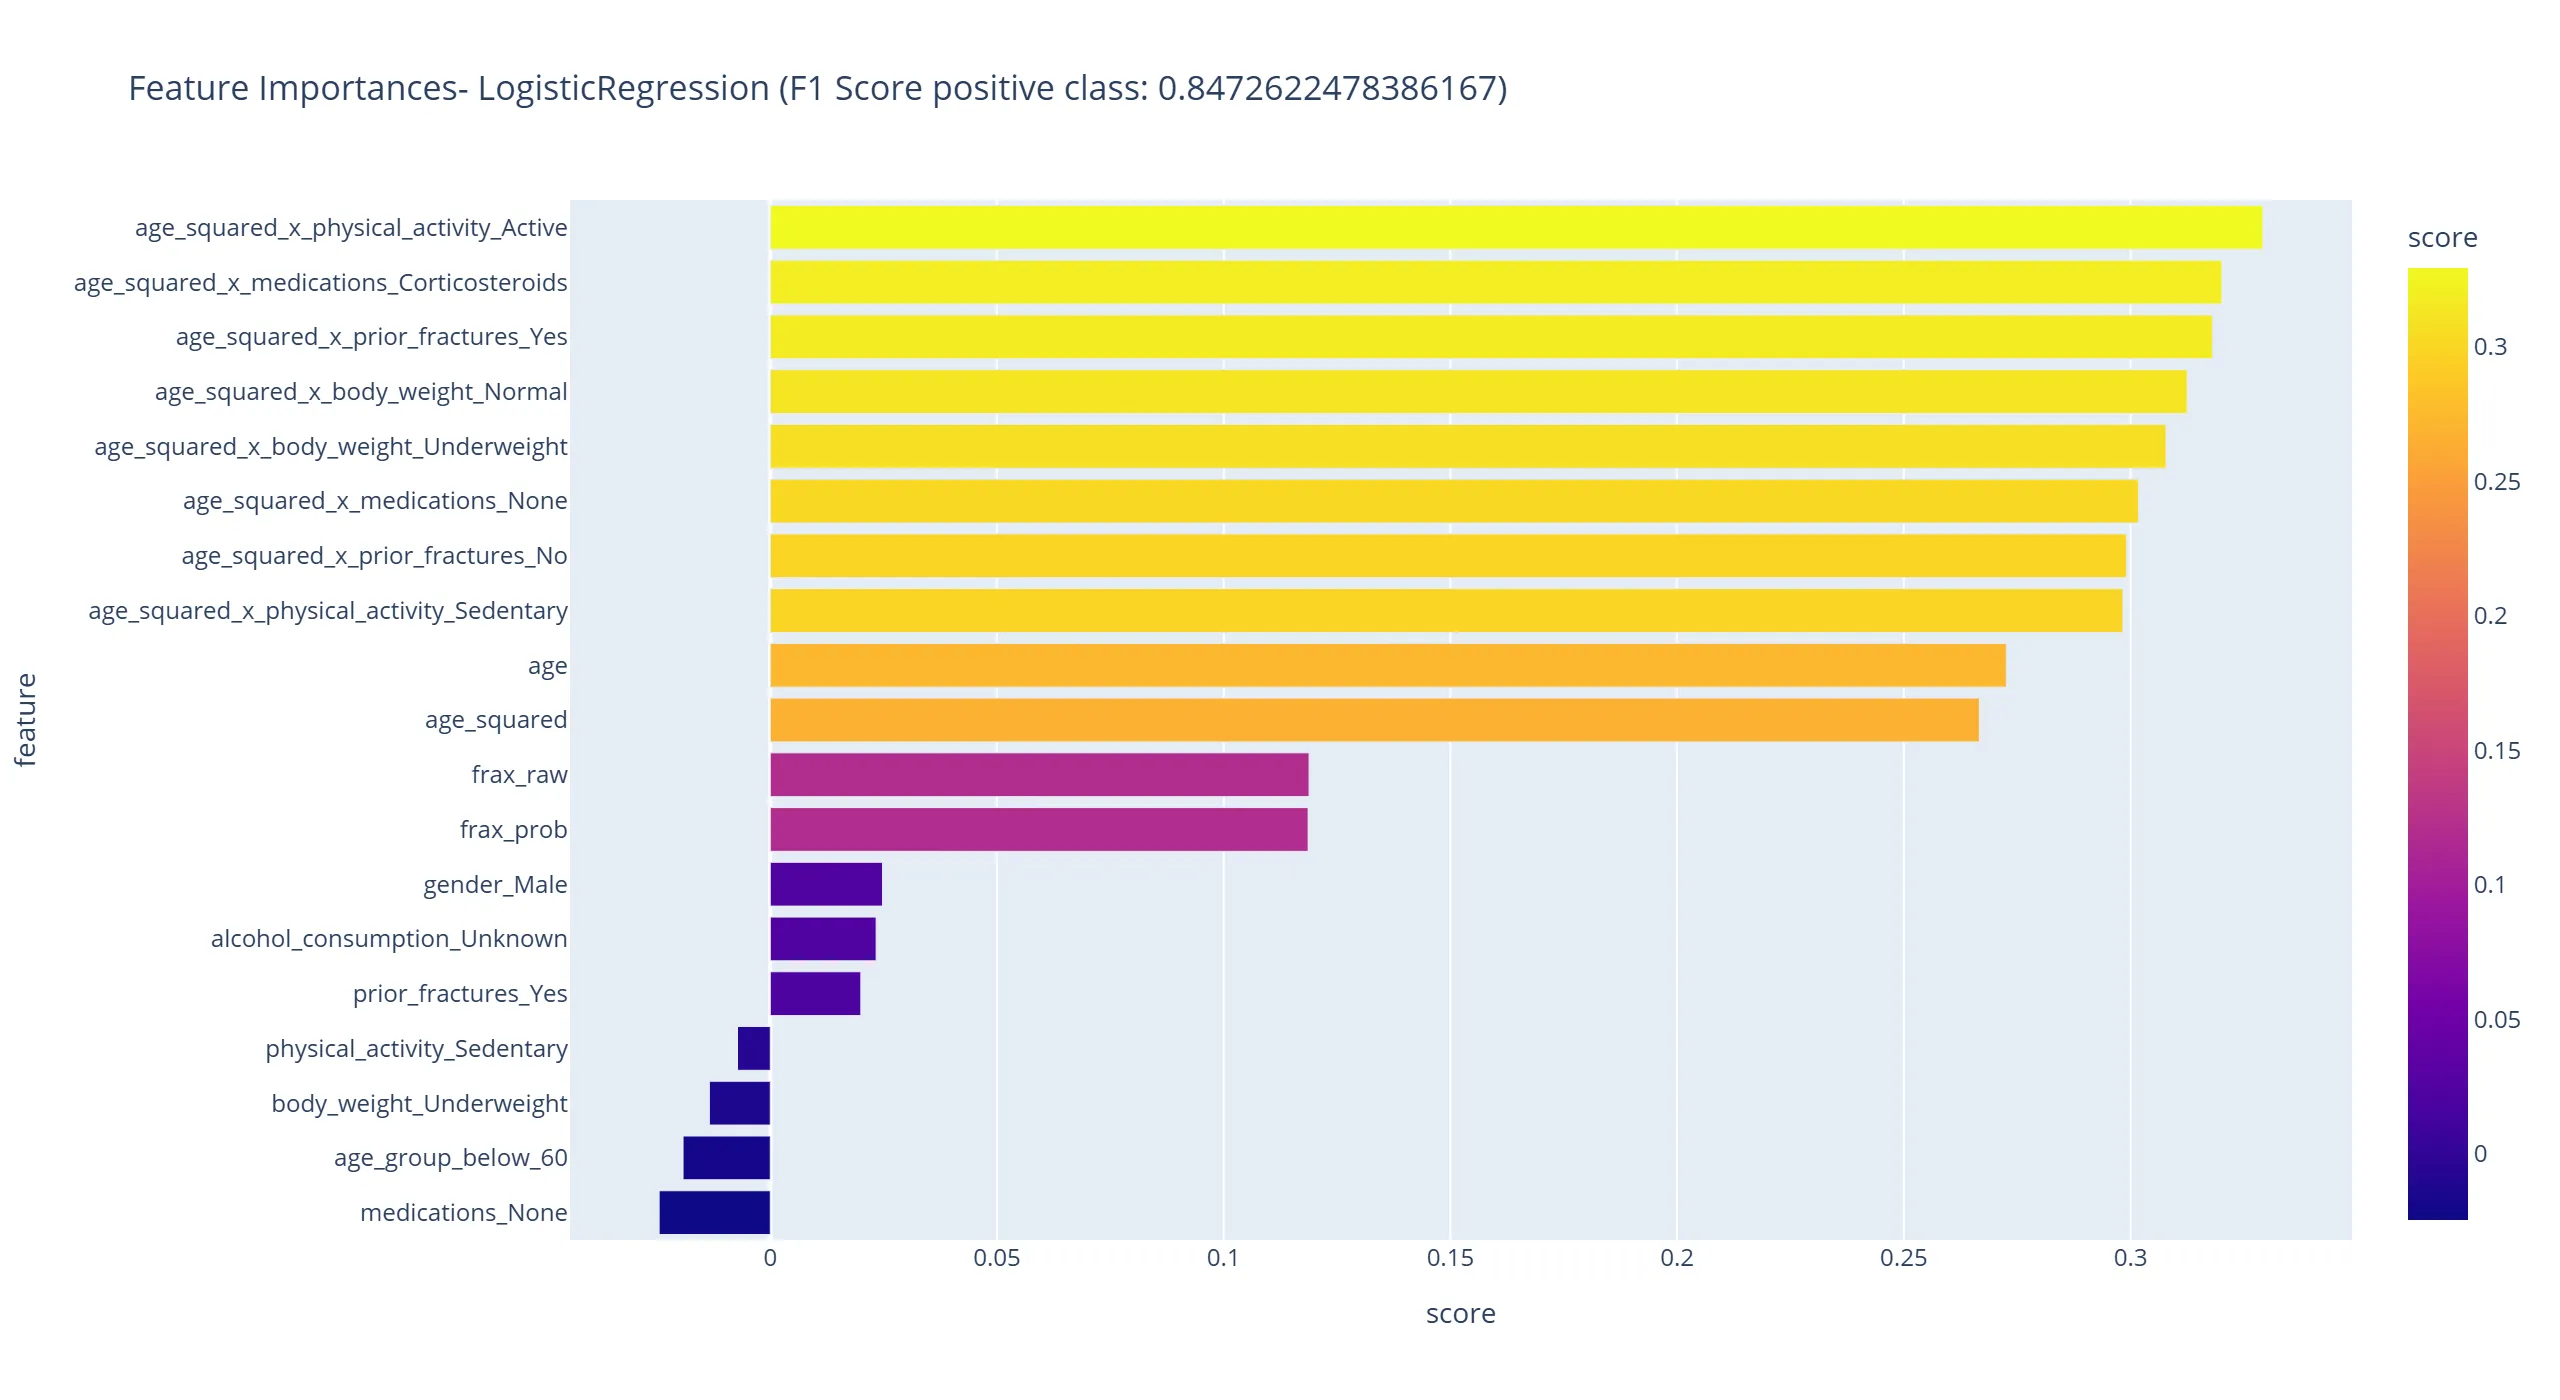 Feature Importances- LogisticRegression (F1 Score positive class: 0.8472622478386167)
age_squared_x_physical_activity_Active
age_squared_x_medications_Corticosteroids
age_squared_x_prior_fractures_Yes
age_squared_x_body_weight_Normal
age_squared_x_body_weight_Underweight
age_squared_x_medications_None
age_squared_x_prior_fractures_No
age_squared_x_physical_activity_Sedentary
age
age_squared
frax_raw
frax_prob
gender_Male
alcohol_consumption_Unknown
prior_fractures_Yes
physical_activity_Sedentary
body_weight_Underweight
age_group_below_60
medications_None
feature
0 0.05 0.1 0.15 0.2 0.25 0.3
score
score
0.3
0.25
0.2
0.15
0.1
0.05
0